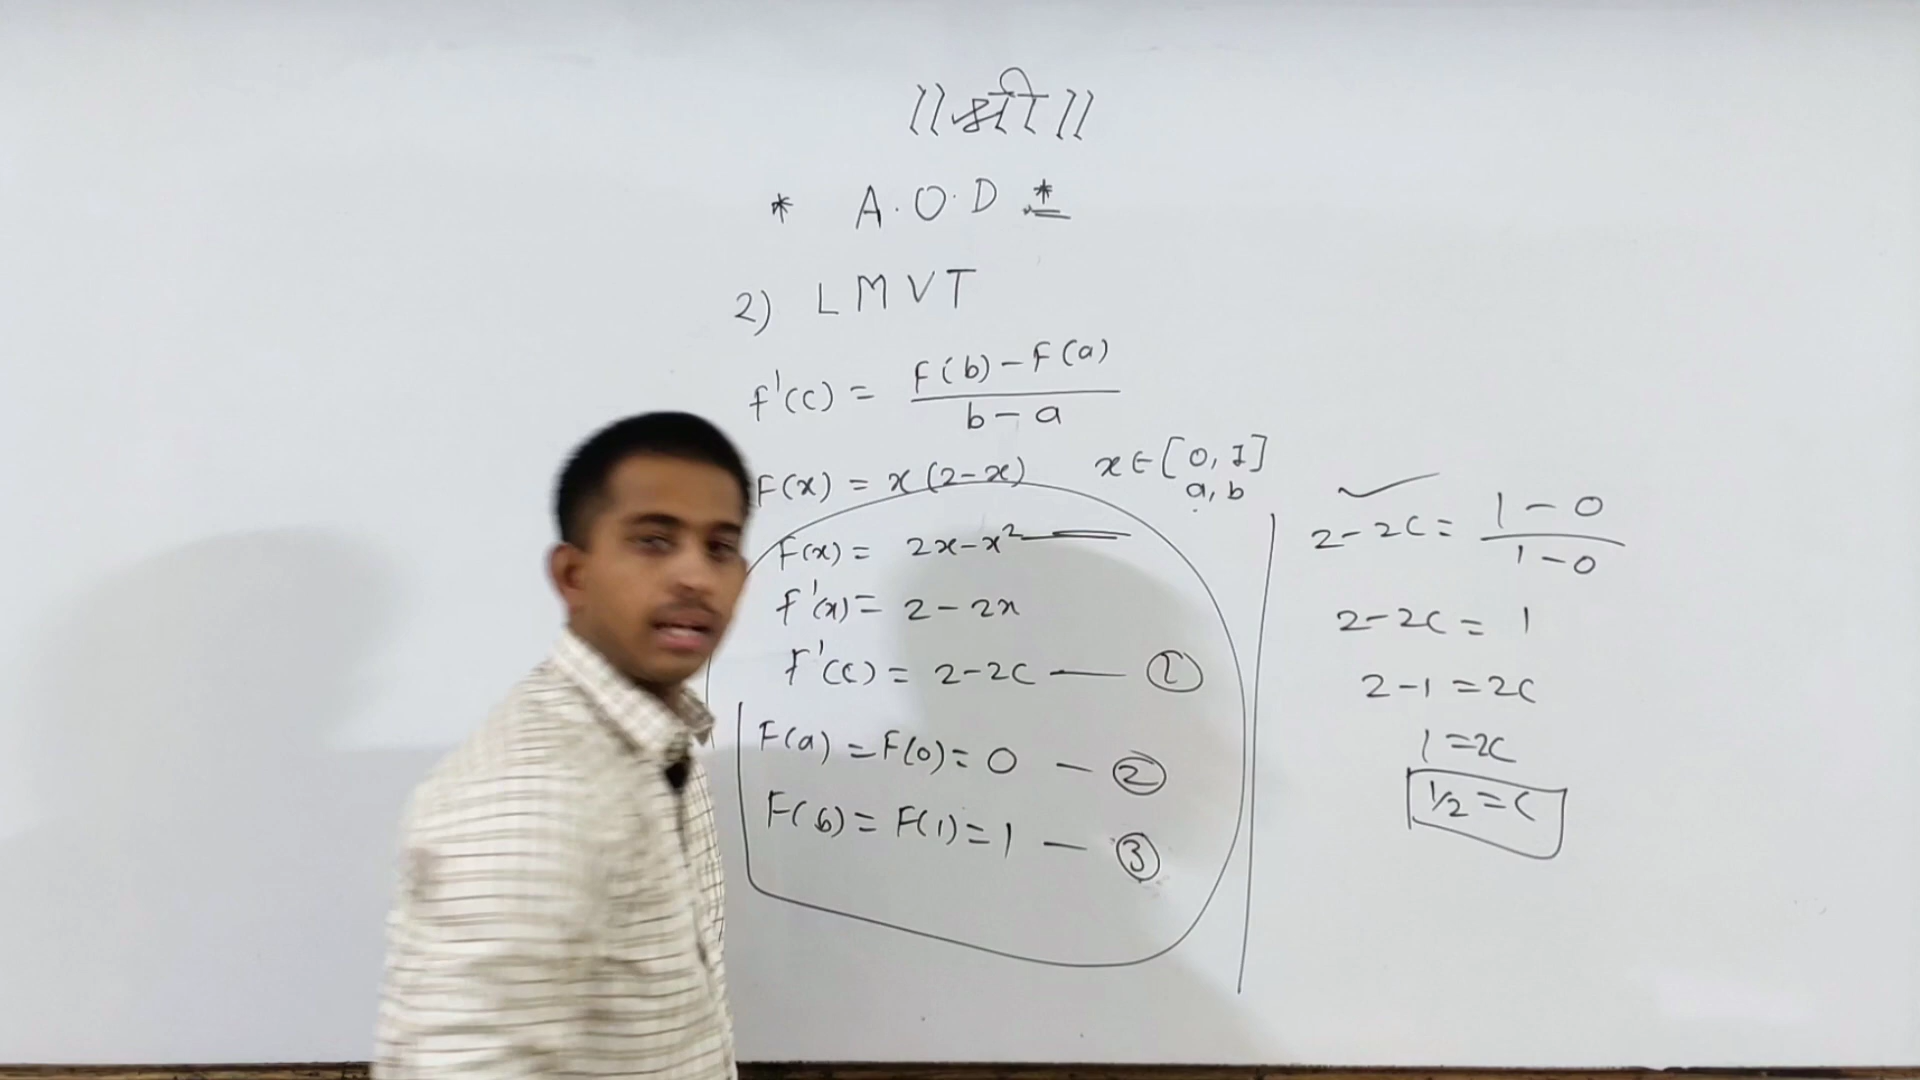 ||श्री||
* A.O.D *
2) LMVT
f'(c) = F(b) - F(a) / b - a
F(x) = x(2-x) x ∈ [0, 1]
a, b
F(x) = 2x - x²
f'(x) = 2 - 2x
F'(c) = 2 - 2c — ①
F(a) = F(0) = 0 — ②
F(b) = F(1) = 1 — ③
2 - 2c = 1 - 0 / 1 - 0
2 - 2c = 1
2 - 1 = 2c
1 = 2c
1/2 = c